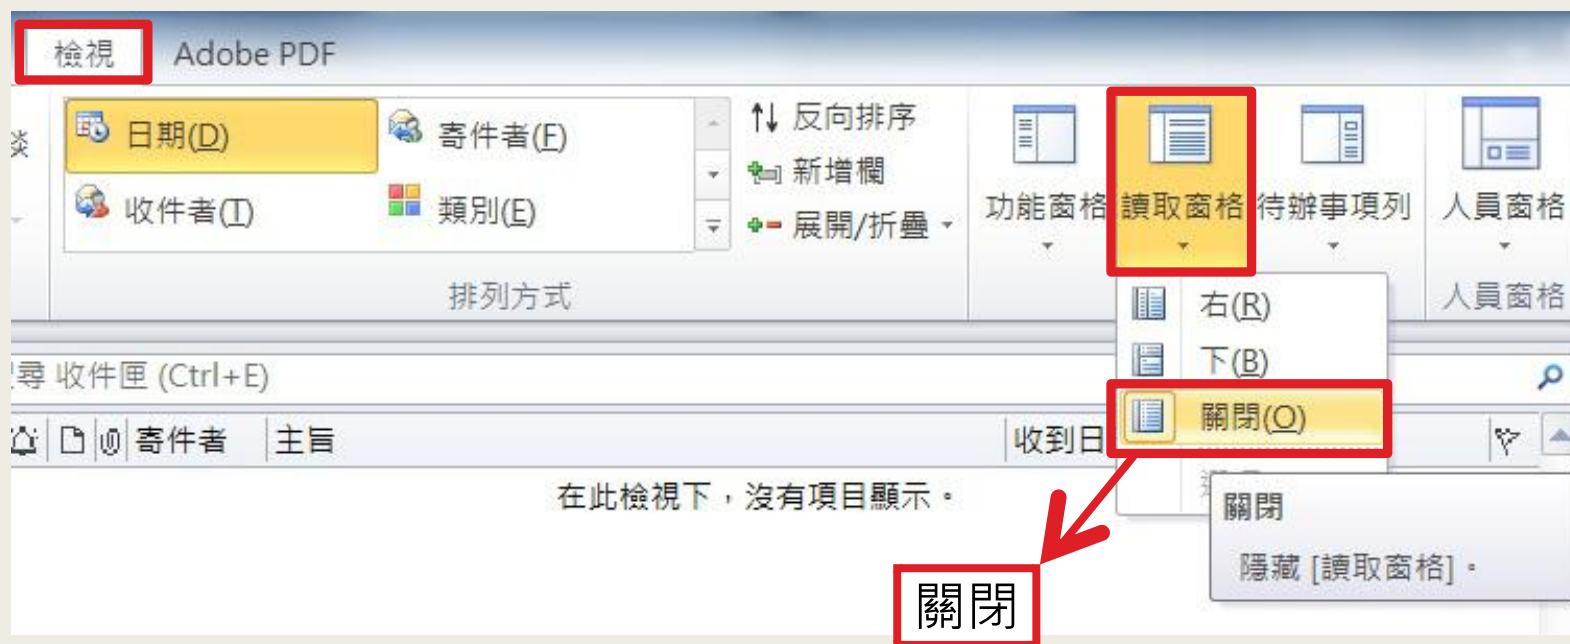 檢視 Adobe PDF
日期(D) 寄件者(F)
收件者(T) 類別(E)
反向排序
新增欄
展開/折疊
排列方式
功能窗格 讀取窗格 待辦事項列 人員窗格
人員窗格
右(R)
下(B)
關閉(O)
尋 收件匣 (Ctrl+E)
寄件者 主旨 收到日
在此檢視下，沒有項目顯示。
關閉
隱藏 [讀取窗格]。
關閉